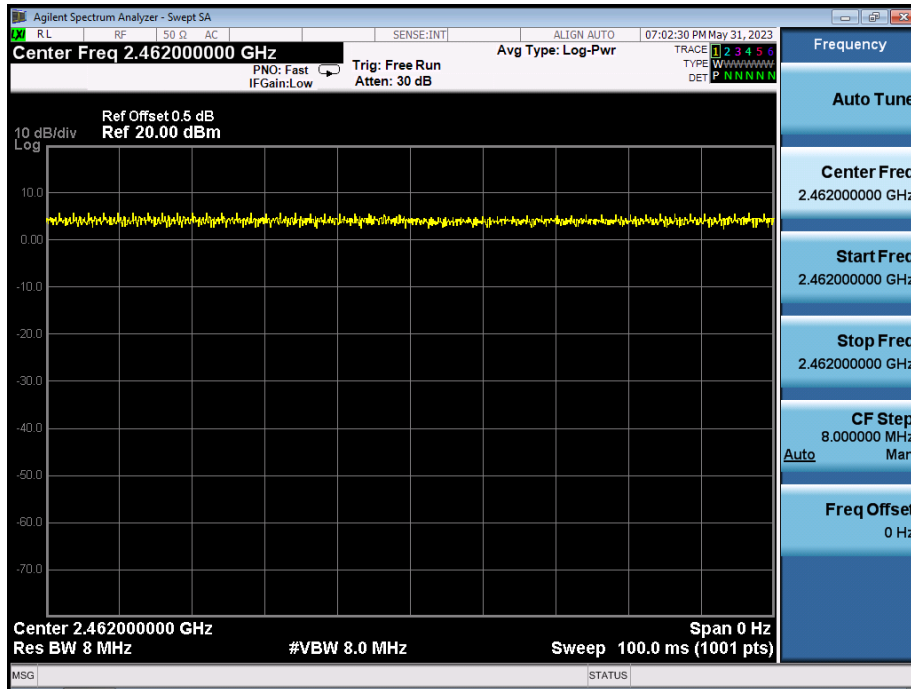 Agilent Spectrum Analyzer - Swept SA
LXI RL RF 50 Ω AC SENSE:INT ALIGN AUTO 07:02:30 PM May 31, 2023
Center Freq 2.462000000 GHz
PNO: Fast
IFGain:Low
Trig: Free Run
Atten: 30 dB
Avg Type: Log-Pwr
TRACE 1 2 3 4 5 6
TYPE WWWWWW
DET P N N N N N
Ref Offset 0.5 dB
10 dB/div Ref 20.00 dBm
Log
10.0
0.00
-10.0
-20.0
-30.0
-40.0
-50.0
-60.0
-70.0
Center 2.462000000 GHz Span 0 Hz
Res BW 8 MHz #VBW 8.0 MHz Sweep 100.0 ms (1001 pts)
MSG STATUS
Frequency
Auto Tune
Center Freq
2.462000000 GHz
Start Freq
2.462000000 GHz
Stop Freq
2.462000000 GHz
CF Step
8.000000 MHz
Auto Man
Freq Offset
0 Hz